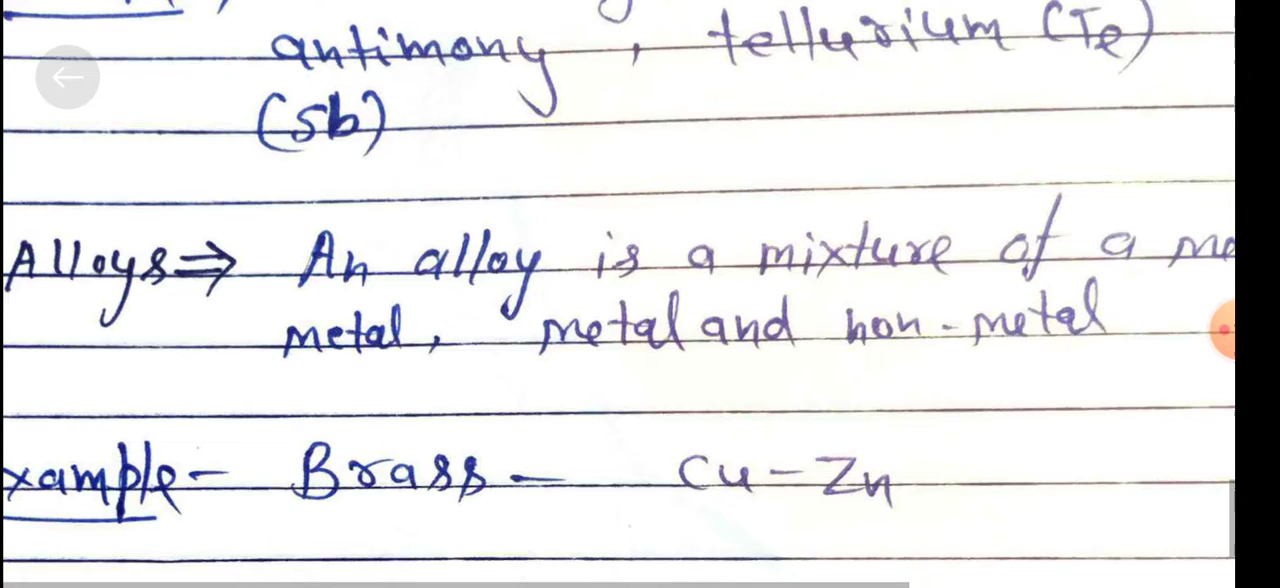 antimony , tellurium (Te)
(Sb)
Alloys⇒ An alloy is a mixture of a
metal, metal and non-metal
xample- Brass - Cu-Zn